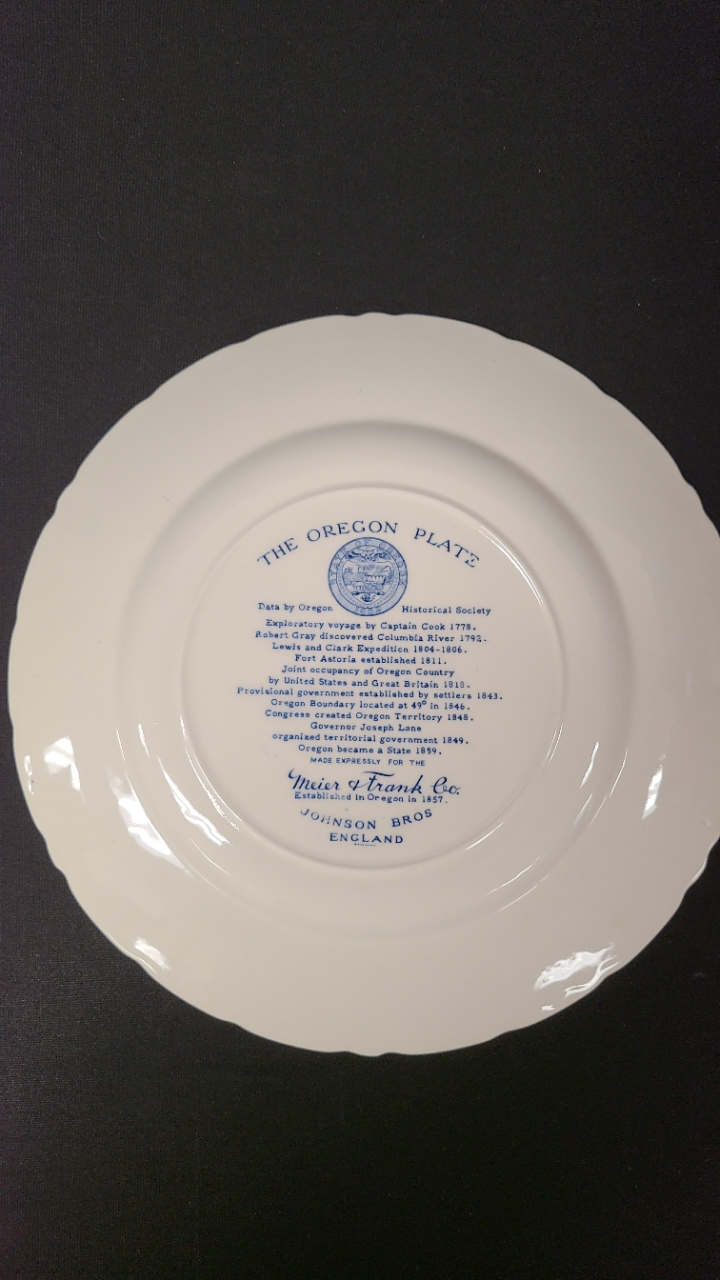 THE OREGON PLATE
STATE OF OREGON
1859
Data by Oregon Historical Society
Exploratory voyage by Captain Cook 1778.
Robert Gray discovered Columbia River 1792.
Lewis and Clark Expedition 1804-1806.
Fort Astoria established 1811.
Joint occupancy of Oregon Country
by United States and Great Britain 1818.
Provisional government established by settlers 1843.
Oregon Boundary located at 49° in 1846.
Congress created Oregon Territory 1848.
Governor Joseph Lane
organized territorial government 1849.
Oregon became a State 1859.
MADE EXPRESSLY FOR THE
Meier & Frank Co.
Established in Oregon in 1857.
JOHNSON BROS
ENGLAND